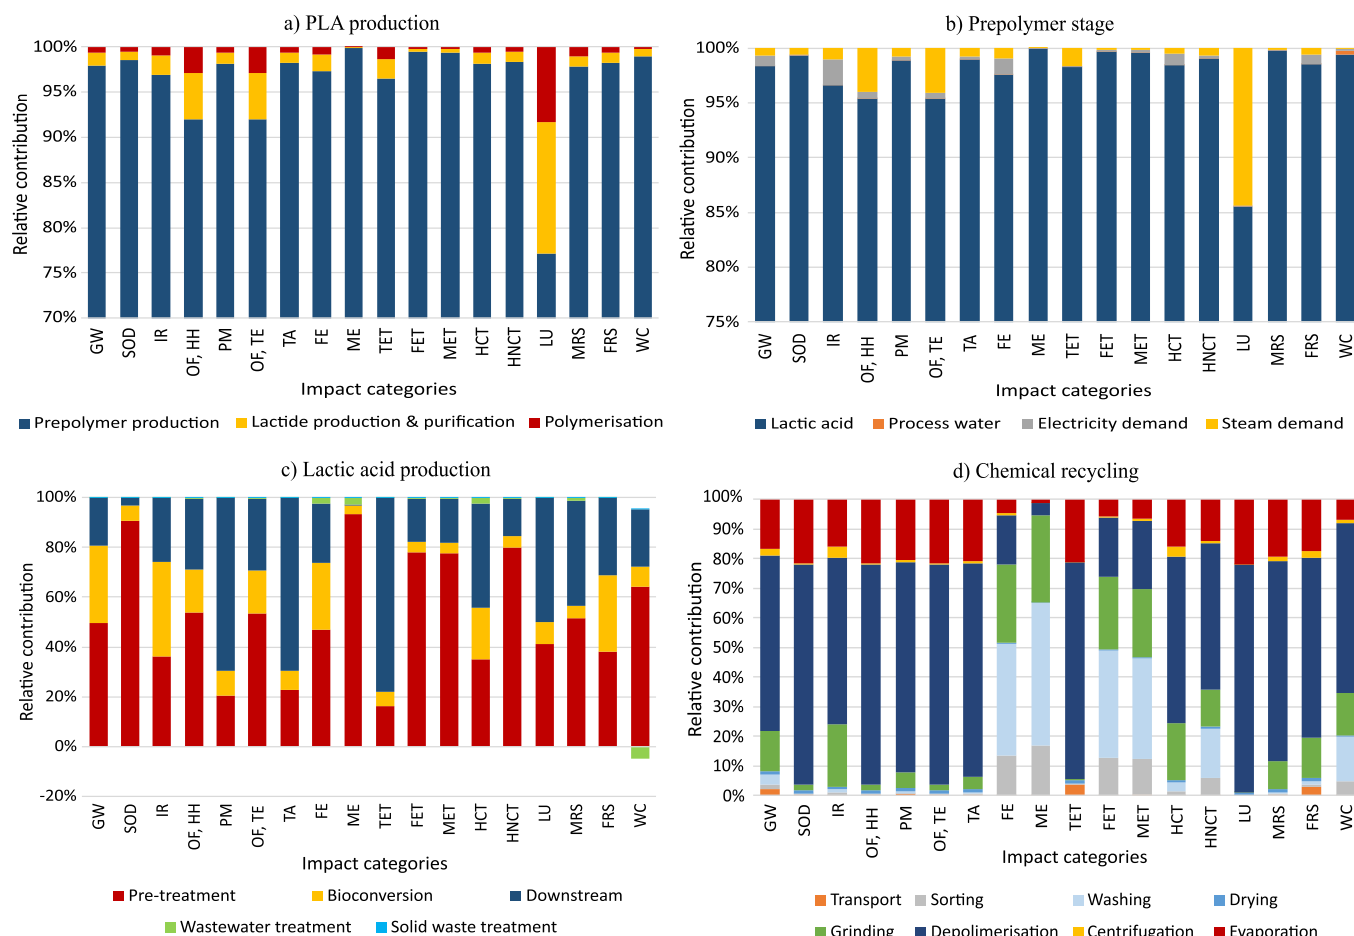 a) PLA production
100%
95%
90%
85%
80%
75%
70%
Relative contribution
GW
SOD
IR
OF, HH
PM
OF, TE
TA
FE
ME
TET
FET
MET
HCT
HNCT
LU
MRS
FRS
WC
Impact categories
Prepolymer production Lactide production & purification Polymerisation
b) Prepolymer stage
100%
95%
90%
85%
80%
75%
Relative contribution
GW
SOD
IR
OF, HH
PM
OF, TE
TA
FE
ME
TET
FET
MET
HCT
HNCT
LU
MRS
FRS
WC
Impact categories
Lactic acid Process water Electricity demand Steam demand
c) Lactic acid production
100%
80%
60%
40%
20%
0%
-20%
Relative contribution
GW
SOD
IR
OF, HH
PM
OF, TE
TA
FE
ME
TET
FET
MET
HCT
HNCT
LU
MRS
FRS
WC
Impact categories
Pre-treatment Bioconversion Downstream
Wastewater treatment Solid waste treatment
d) Chemical recycling
100%
90%
80%
70%
60%
50%
40%
30%
20%
10%
0%
Relative contribution
GW
SOD
IR
OF, HH
PM
OF, TE
TA
FE
ME
TET
FET
MET
HCT
HNCT
LU
MRS
FRS
WC
Impact categories
Transport Sorting Washing Drying
Grinding Depolimerisation Centrifugation Evaporation